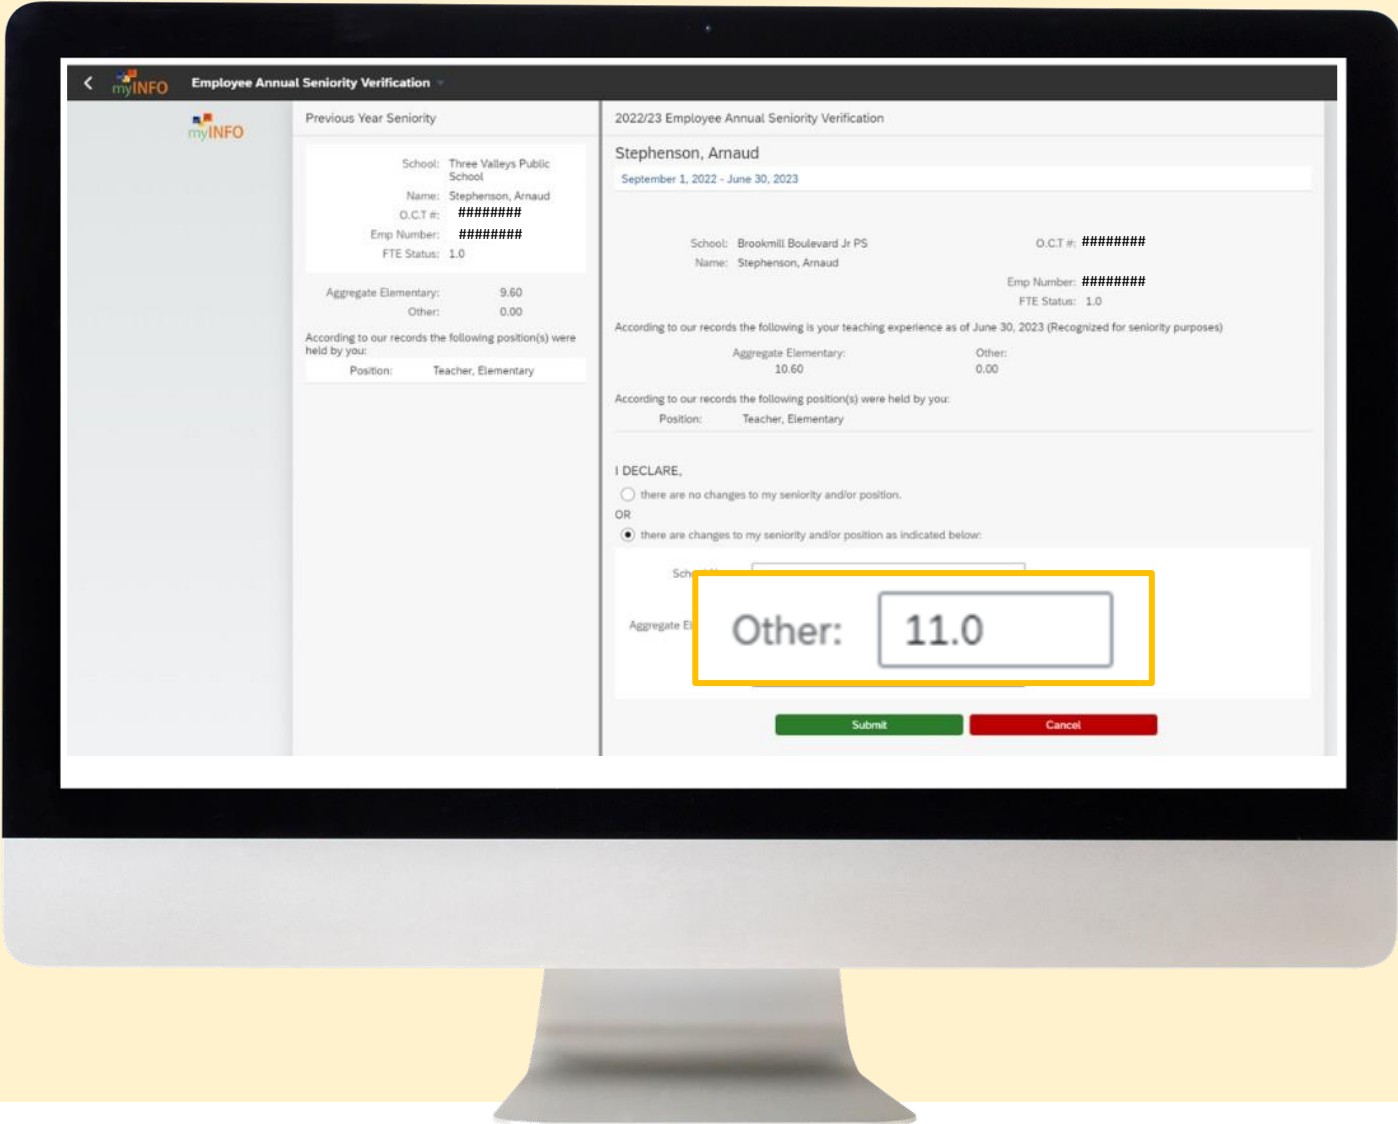 myINFO Employee Annual Seniority Verification
myINFO
Previous Year Seniority
School: Three Valleys Public
School
Name: Stephenson, Arnaud
O.C.T #: ########
Emp Number: ########
FTE Status: 1.0
Aggregate Elementary: 9.60
Other: 0.00
According to our records the following position(s) were
held by you:
Position: Teacher, Elementary
2022/23 Employee Annual Seniority Verification
Stephenson, Arnaud
September 1, 2022 - June 30, 2023
School: Brookmill Boulevard Jr PS O.C.T #: ########
Name: Stephenson, Arnaud
Emp Number: ########
FTE Status: 1.0
According to our records the following is your teaching experience as of June 30, 2023 (Recognized for seniority purposes)
Aggregate Elementary: Other:
10.60 0.00
According to our records the following position(s) were held by you:
Position: Teacher, Elementary
I DECLARE,
there are no changes to my seniority and/or position.
OR
there are changes to my seniority and/or position as indicated below:
Aggregate
Other: 11.0
Submit Cancel